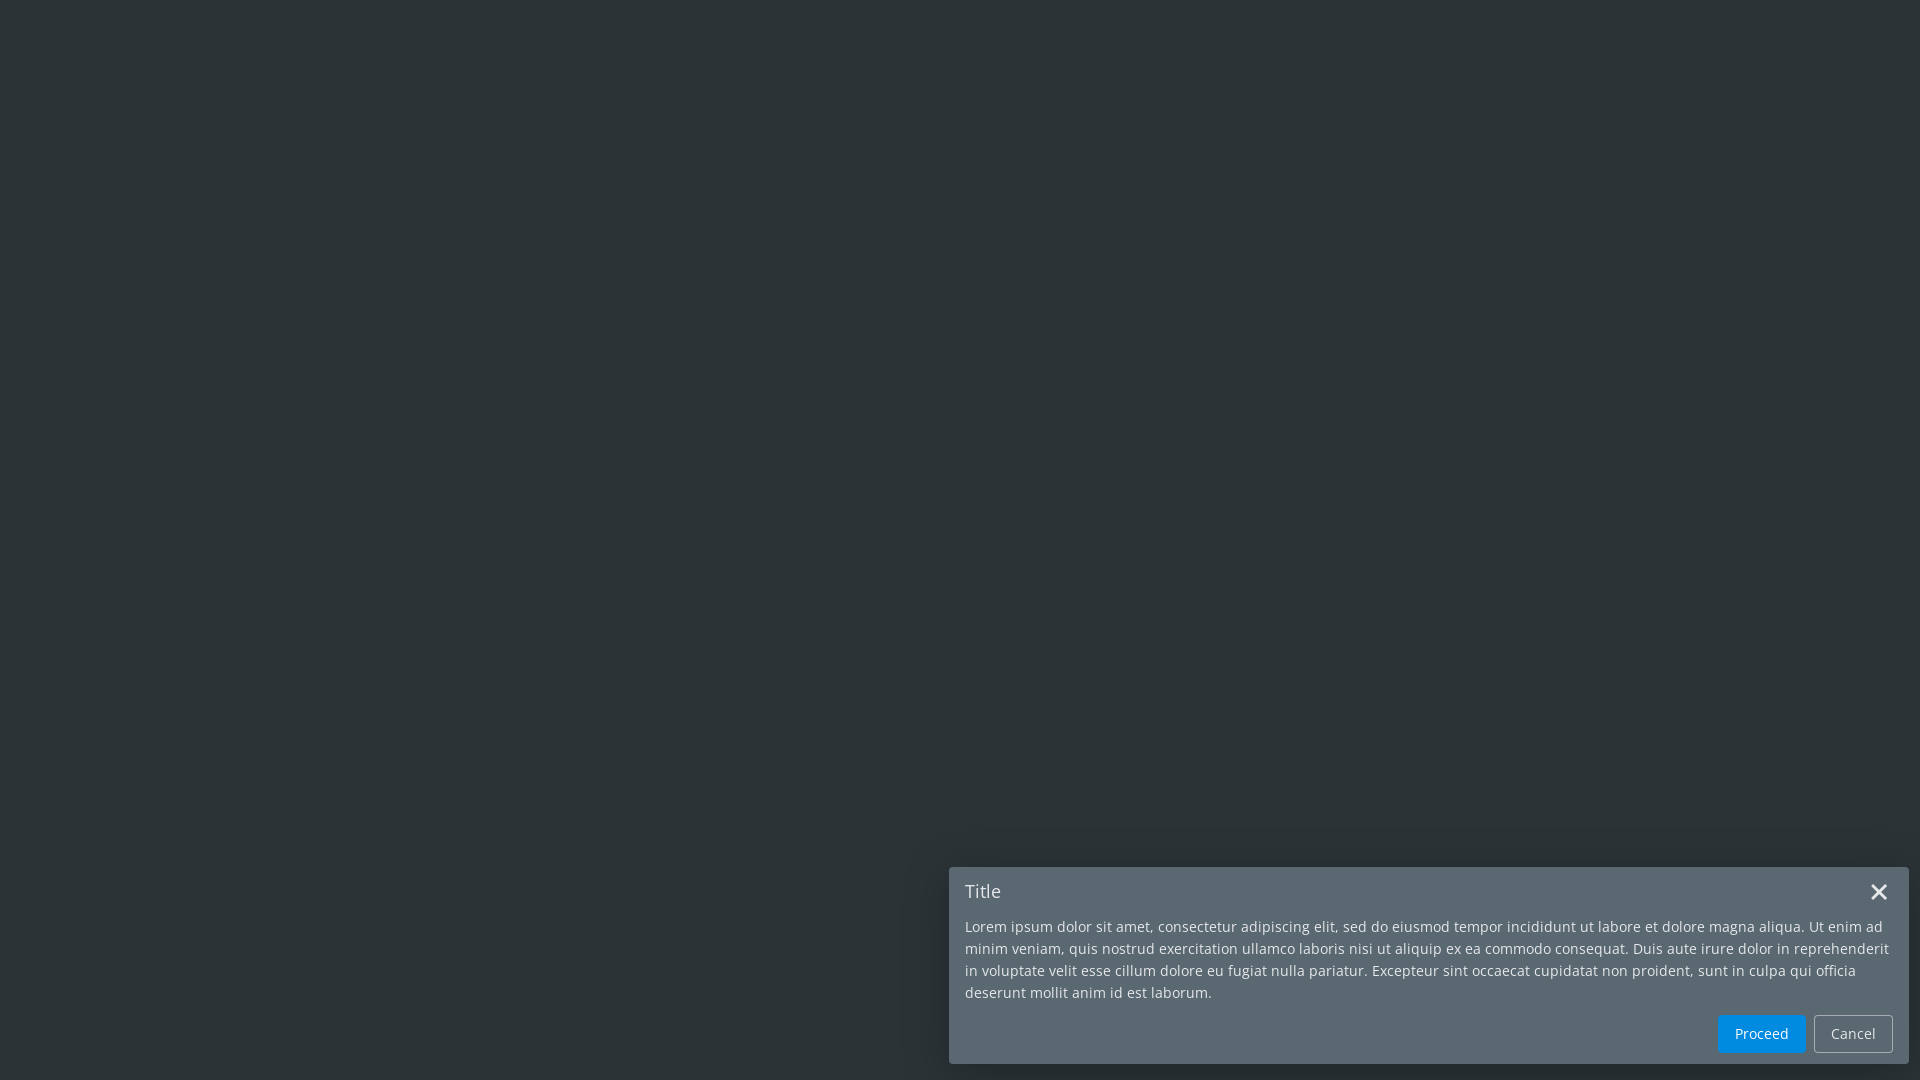 Title
Lorem ipsum dolor sit amet, consectetur adipiscing elit, sed do eiusmod tempor incididunt ut labore et dolore magna aliqua. Ut enim ad
minim veniam, quis nostrud exercitation ullamco laboris nisi ut aliquip ex ea commodo consequat. Duis aute irure dolor in reprehenderit
in voluptate velit esse cillum dolore eu fugiat nulla pariatur. Excepteur sint occaecat cupidatat non proident, sunt in culpa qui officia
deserunt mollit anim id est laborum.
Proceed
Cancel